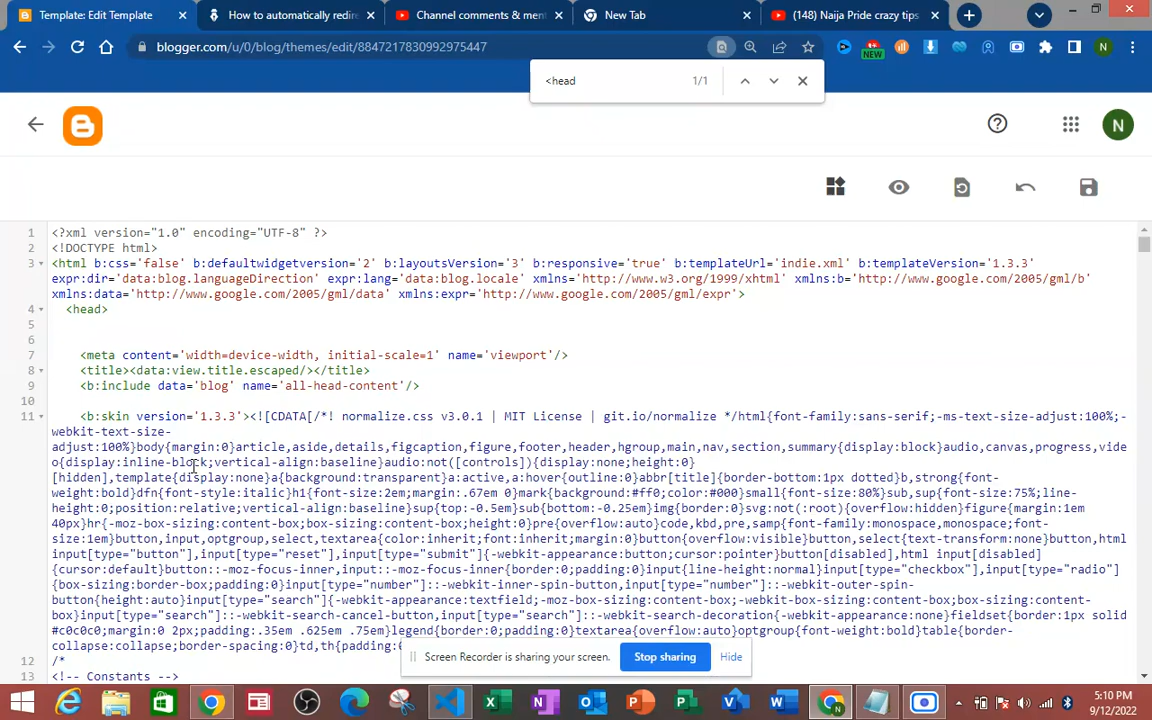 Template: Edit Template
How to automatically redire
Channel comments & ment
New Tab
(148) Naija Pride crazy tips
blogger.com/u/0/blog/themes/edit/8847217830992975447
NEW
N
<head
1/1
N
1 <?xml version="1.0" encoding="UTF-8" ?>
2 <!DOCTYPE html>
3 <html b:css='false' b:defaultwidgetversion='2' b:layoutsVersion='3' b:responsive='true' b:templateUrl='indie.xml' b:templateVersion='1.3.3'
expr:dir='data:blog.languageDirection' expr:lang='data:blog.locale' xmlns='http://www.w3.org/1999/xhtml' xmlns:b='http://www.google.com/2005/gml/b'
xmlns:data='http://www.google.com/2005/gml/data' xmlns:expr='http://www.google.com/2005/gml/expr'>
4 <head>
5
6
7 <meta content='width=device-width, initial-scale=1' name='viewport'/>
8 <title><data:view.title.escaped/></title>
9 <b:include data='blog' name='all-head-content'/>
10
11 <b:skin version='1.3.3'><![CDATA[/*! normalize.css v3.0.1 | MIT License | git.io/normalize */html{font-family:sans-serif;-ms-text-size-adjust:100%;-
webkit-text-size-
adjust:100%}body{margin:0}article,aside,details,figcaption,figure,footer,header,hgroup,main,nav,section,summary{display:block}audio,canvas,progress,vide
o{display:inline-block;vertical-align:baseline}audio:not([controls]){display:none;height:0}
[hidden],template{display:none}a{background:transparent}a:active,a:hover{outline:0}abbr[title]{border-bottom:1px dotted}b,strong{font-
weight:bold}dfn{font-style:italic}h1{font-size:2em;margin:.67em 0}mark{background:#ff0;color:#000}small{font-size:80%}sub,sup{font-size:75%;line-
height:0;position:relative;vertical-align:baseline}sup{top:-0.5em}sub{bottom:-0.25em}img{border:0}svg:not(:root){overflow:hidden}figure{margin:1em
40px}hr{-moz-box-sizing:content-box;box-sizing:content-box;height:0}pre{overflow:auto}code,kbd,pre,samp{font-family:monospace,monospace;font-
size:1em}button,input,optgroup,select,textarea{color:inherit;font:inherit;margin:0}button{overflow:visible}button,select{text-transform:none}button,html
input[type="button"],input[type="reset"],input[type="submit"]{-webkit-appearance:button;cursor:pointer}button[disabled],html input[disabled]
{cursor:default}button::-moz-focus-inner,input::-moz-focus-inner{border:0;padding:0}input{line-height:normal}input[type="checkbox"],input[type="radio"]
{box-sizing:border-box;padding:0}input[type="number"]::-webkit-inner-spin-button,input[type="number"]::-webkit-outer-spin-
button{height:auto}input[type="search"]{-webkit-appearance:textfield;-moz-box-sizing:content-box;-webkit-box-sizing:content-box;box-sizing:content-box}
input[type="search"]::-webkit-search-cancel-button,input[type="search"]::-webkit-search-decoration{-webkit-appearance:none}fieldset{border:1px solid
#c0c0c0;margin:0 2px;padding:.35em .625em .75em}legend{border:0;padding:0}textarea{overflow:auto}optgroup{font-weight:bold}table{border-
collapse:collapse;border-spacing:0}td,th{padding:
12 /*
13 <!-- Constants -->
Screen Recorder is sharing your screen.
Stop sharing
Hide
5:10 PM
9/12/2022